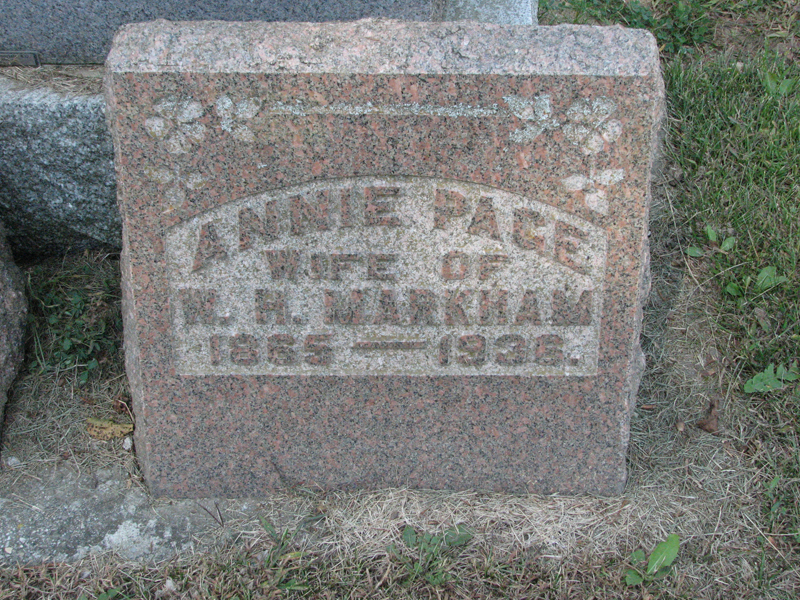 ANNIE PAGE
WIFE OF
W. H. MARKHAM
1865 — 1936.